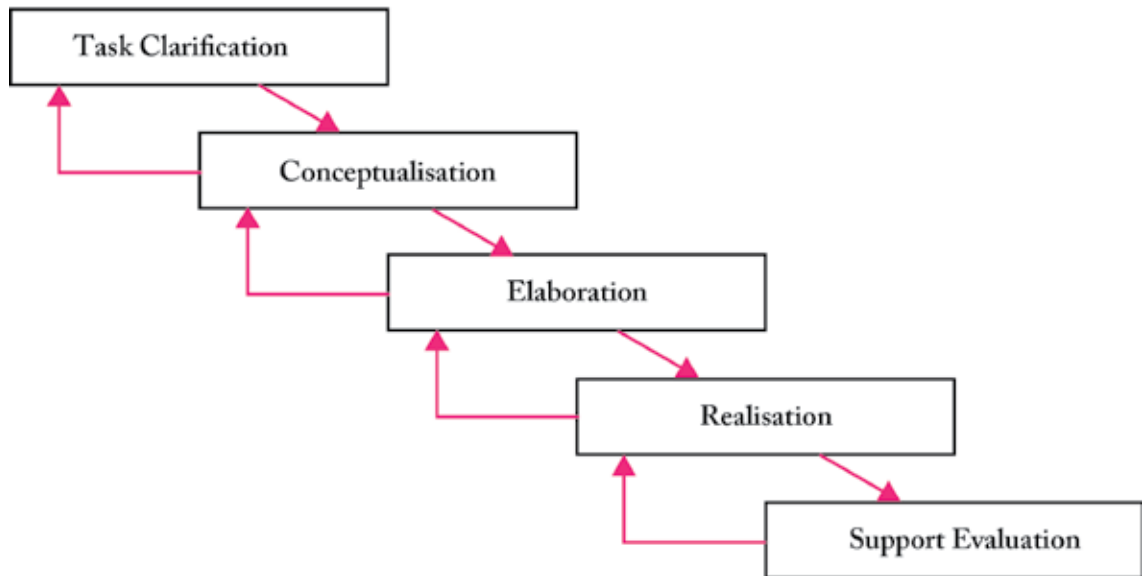 Task Clarification
Conceptualisation
Elaboration
Realisation
Support Evaluation